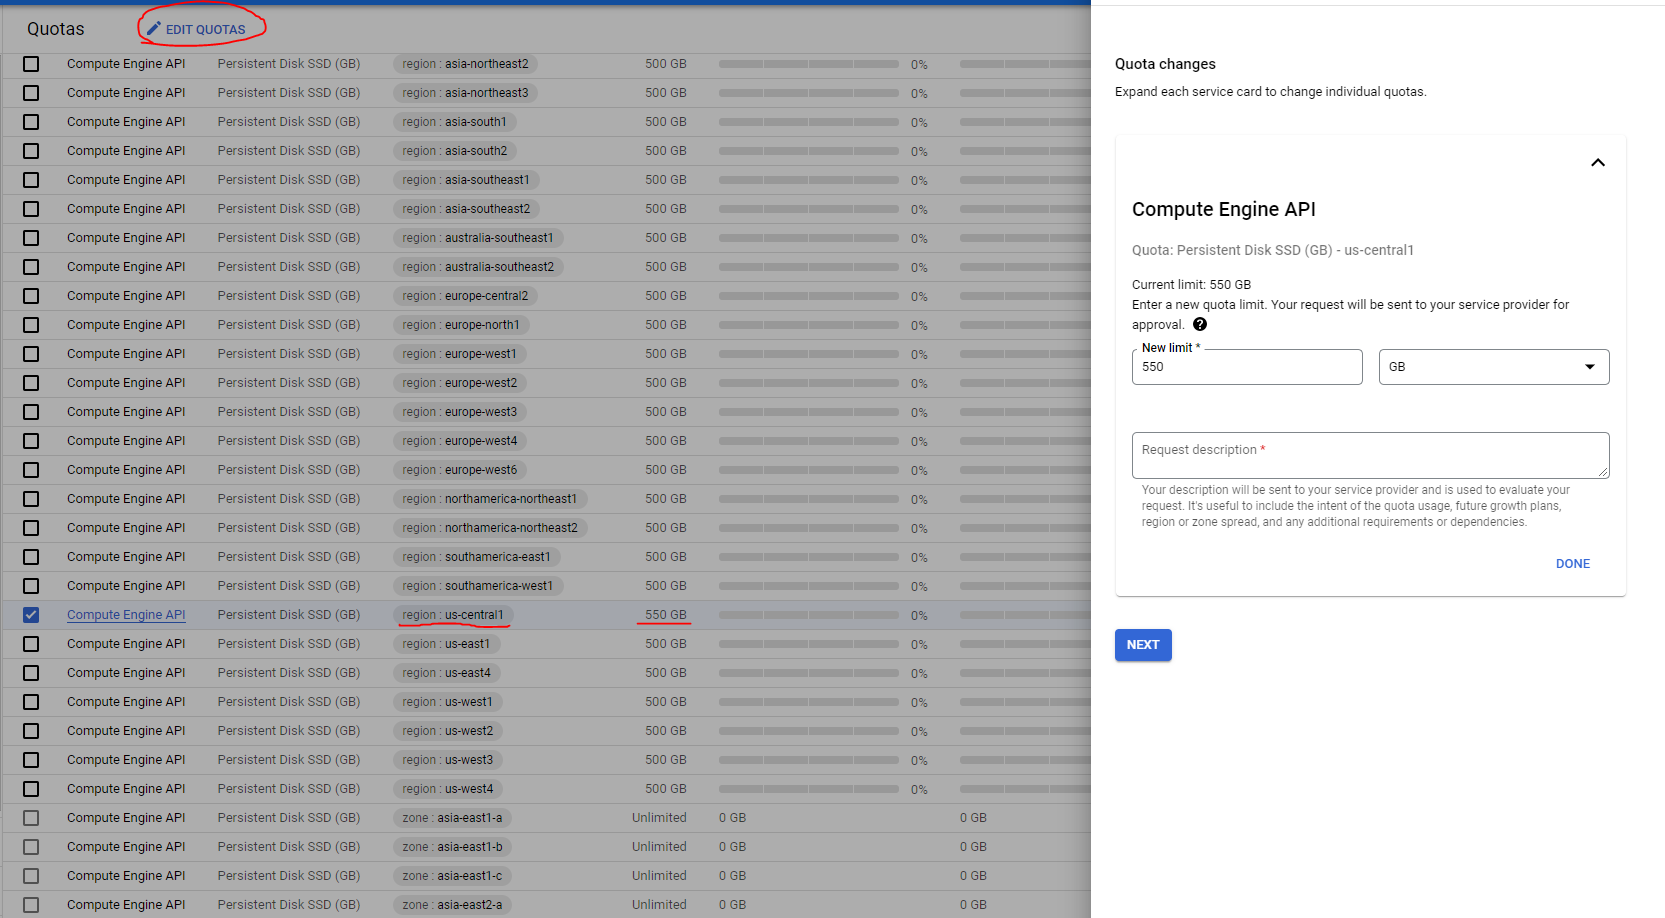 Quotas EDIT QUOTAS
Compute Engine API Persistent Disk SSD (GB) region : asia-northeast2 500 GB 0%
Compute Engine API Persistent Disk SSD (GB) region : asia-northeast3 500 GB 0%
Compute Engine API Persistent Disk SSD (GB) region : asia-south1 500 GB 0%
Compute Engine API Persistent Disk SSD (GB) region : asia-south2 500 GB 0%
Compute Engine API Persistent Disk SSD (GB) region : asia-southeast1 500 GB 0%
Compute Engine API Persistent Disk SSD (GB) region : asia-southeast2 500 GB 0%
Compute Engine API Persistent Disk SSD (GB) region : australia-southeast1 500 GB 0%
Compute Engine API Persistent Disk SSD (GB) region : australia-southeast2 500 GB 0%
Compute Engine API Persistent Disk SSD (GB) region : europe-central2 500 GB 0%
Compute Engine API Persistent Disk SSD (GB) region : europe-north1 500 GB 0%
Compute Engine API Persistent Disk SSD (GB) region : europe-west1 500 GB 0%
Compute Engine API Persistent Disk SSD (GB) region : europe-west2 500 GB 0%
Compute Engine API Persistent Disk SSD (GB) region : europe-west3 500 GB 0%
Compute Engine API Persistent Disk SSD (GB) region : europe-west4 500 GB 0%
Compute Engine API Persistent Disk SSD (GB) region : europe-west6 500 GB 0%
Compute Engine API Persistent Disk SSD (GB) region : northamerica-northeast1 500 GB 0%
Compute Engine API Persistent Disk SSD (GB) region : northamerica-northeast2 500 GB 0%
Compute Engine API Persistent Disk SSD (GB) region : southamerica-east1 500 GB 0%
Compute Engine API Persistent Disk SSD (GB) region : southamerica-west1 500 GB 0%
Compute Engine API Persistent Disk SSD (GB) region : us-central1 550 GB 0%
Compute Engine API Persistent Disk SSD (GB) region : us-east1 500 GB 0%
Compute Engine API Persistent Disk SSD (GB) region : us-east4 500 GB 0%
Compute Engine API Persistent Disk SSD (GB) region : us-west1 500 GB 0%
Compute Engine API Persistent Disk SSD (GB) region : us-west2 500 GB 0%
Compute Engine API Persistent Disk SSD (GB) region : us-west3 500 GB 0%
Compute Engine API Persistent Disk SSD (GB) region : us-west4 500 GB 0%
Compute Engine API Persistent Disk SSD (GB) zone : asia-east1-a Unlimited 0 GB 0 GB
Compute Engine API Persistent Disk SSD (GB) zone : asia-east1-b Unlimited 0 GB 0 GB
Compute Engine API Persistent Disk SSD (GB) zone : asia-east1-c Unlimited 0 GB 0 GB
Compute Engine API Persistent Disk SSD (GB) zone : asia-east2-a Unlimited 0 GB 0 GB
Quota changes
Expand each service card to change individual quotas.
Compute Engine API
Quota: Persistent Disk SSD (GB) - us-central1
Current limit: 550 GB
Enter a new quota limit. Your request will be sent to your service provider for
approval. ?
New limit *
550 GB
Request description *
Your description will be sent to your service provider and is used to evaluate your
request. It's useful to include the intent of the quota usage, future growth plans,
region or zone spread, and any additional requirements or dependencies.
DONE
NEXT